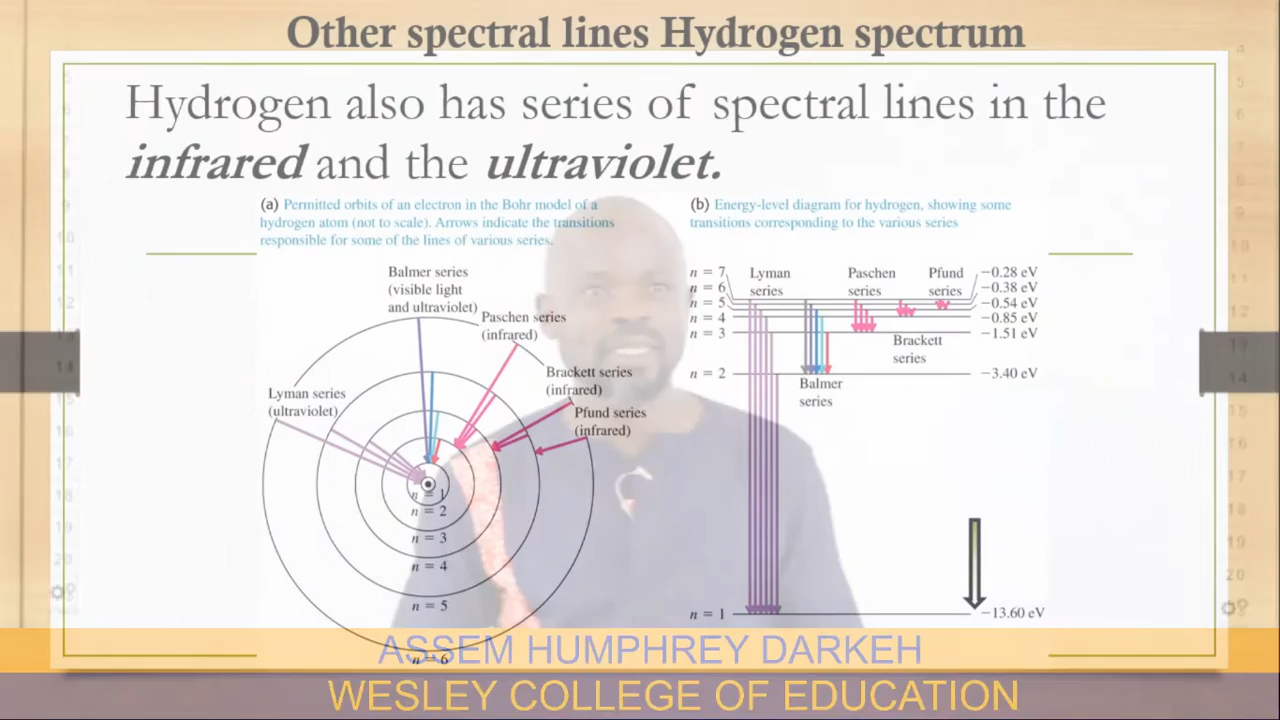 Other spectral lines Hydrogen spectrum
Hydrogen also has series of spectral lines in the
infrared and the ultraviolet.
(a) Permitted orbits of an electron in the Bohr model of a
hydrogen atom (not to scale). Arrows indicate the transitions
responsible for some of the lines of various series.
Balmer series
(visible light
and ultraviolet)
Paschen series
(infrared)
Brackett series
(infrared)
Pfund series
(infrared)
Lyman series
(ultraviolet)
n = 1
n = 2
n = 3
n = 4
n = 5
n = 6
(b) Energy-level diagram for hydrogen, showing some
transitions corresponding to the various series
n = 7
n = 6
n = 5
n = 4
n = 3
n = 2
n = 1
Lyman
series
Paschen
series
Pfund
series
Brackett
series
Balmer
series
−0.28 eV
−0.38 eV
−0.54 eV
−0.85 eV
−1.51 eV
−3.40 eV
−13.60 eV
ASSEM HUMPHREY DARKEH
WESLEY COLLEGE OF EDUCATION